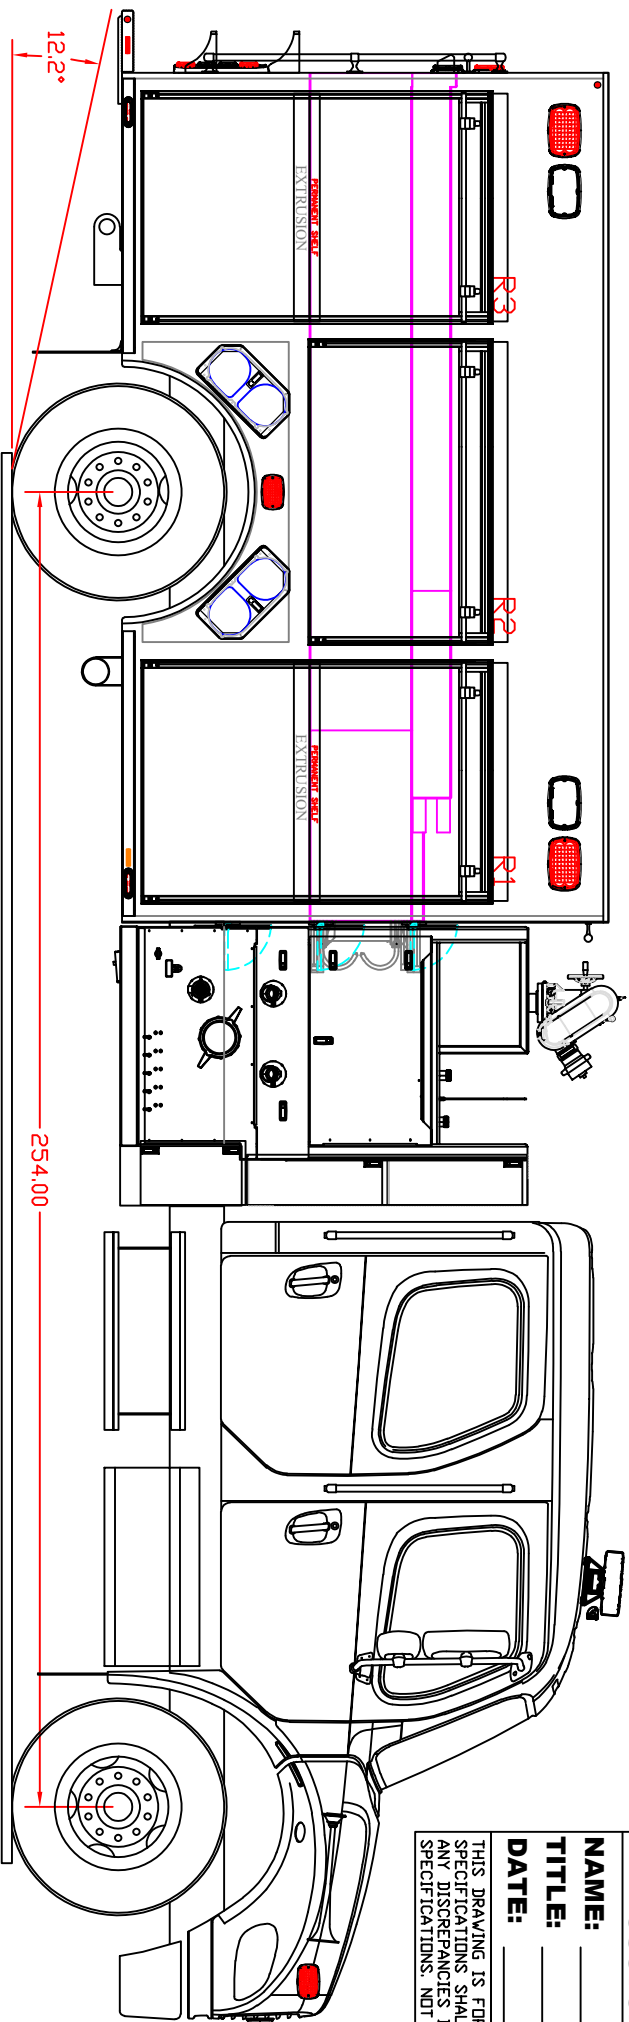 12.2°
PERMANENT SHELF
EXTRUSION
R3
R2
PERMANENT SHELF
EXTRUSION
R1
254.00
NAME:
TITLE:
DATE:
THIS DRAWING IS FOR
SPECIFICATIONS SHAL
ANY DISCREPANCIES
SPECIFICATIONS. NOT